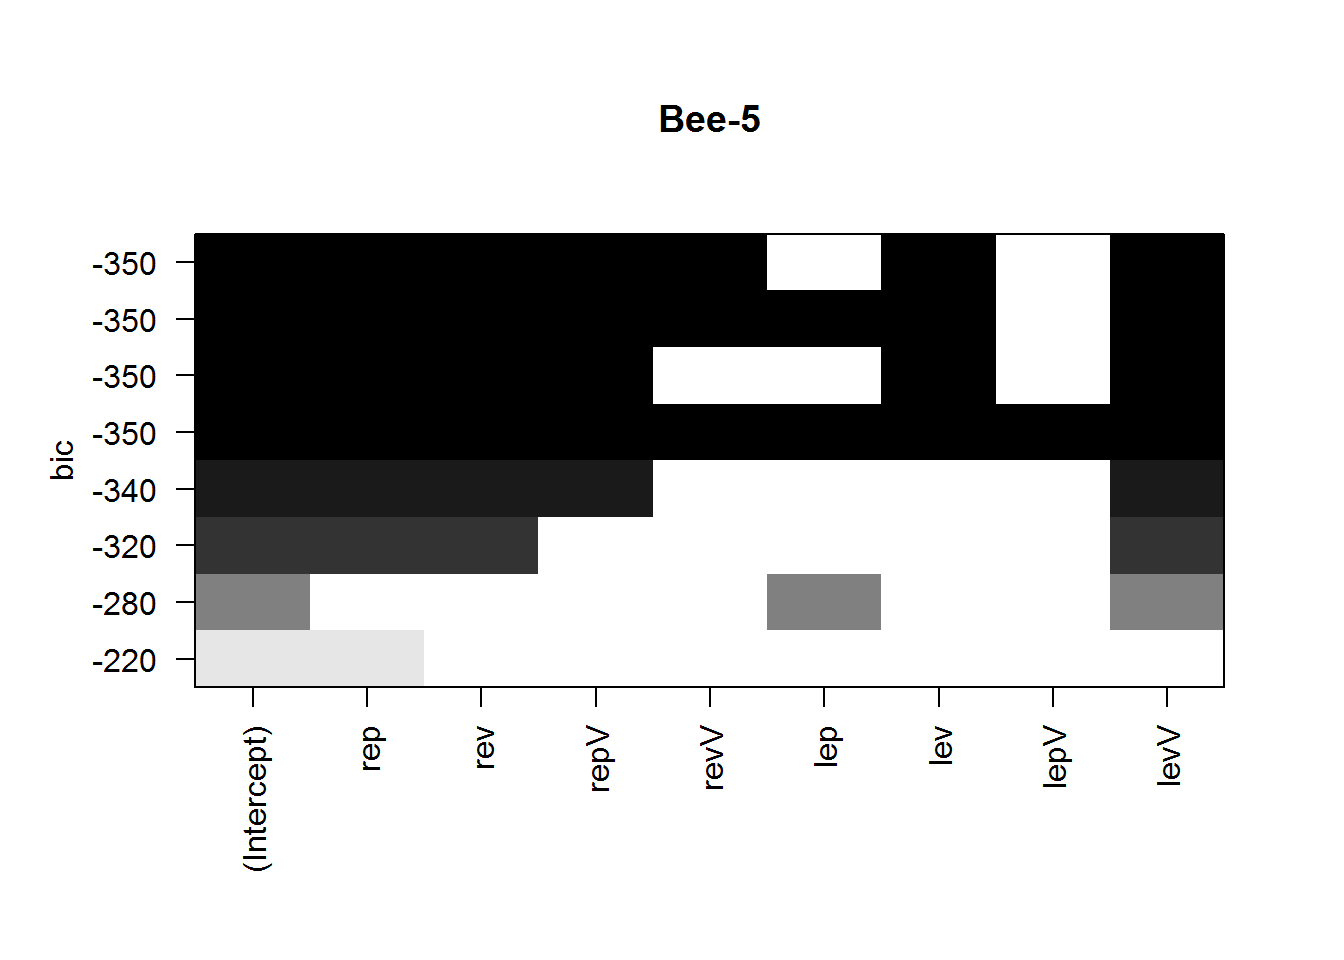 Bee-5
bic
-350
-350
-350
-350
-340
-320
-280
-220
(Intercept)
rep
rev
repV
revV
lep
lev
lepV
levV